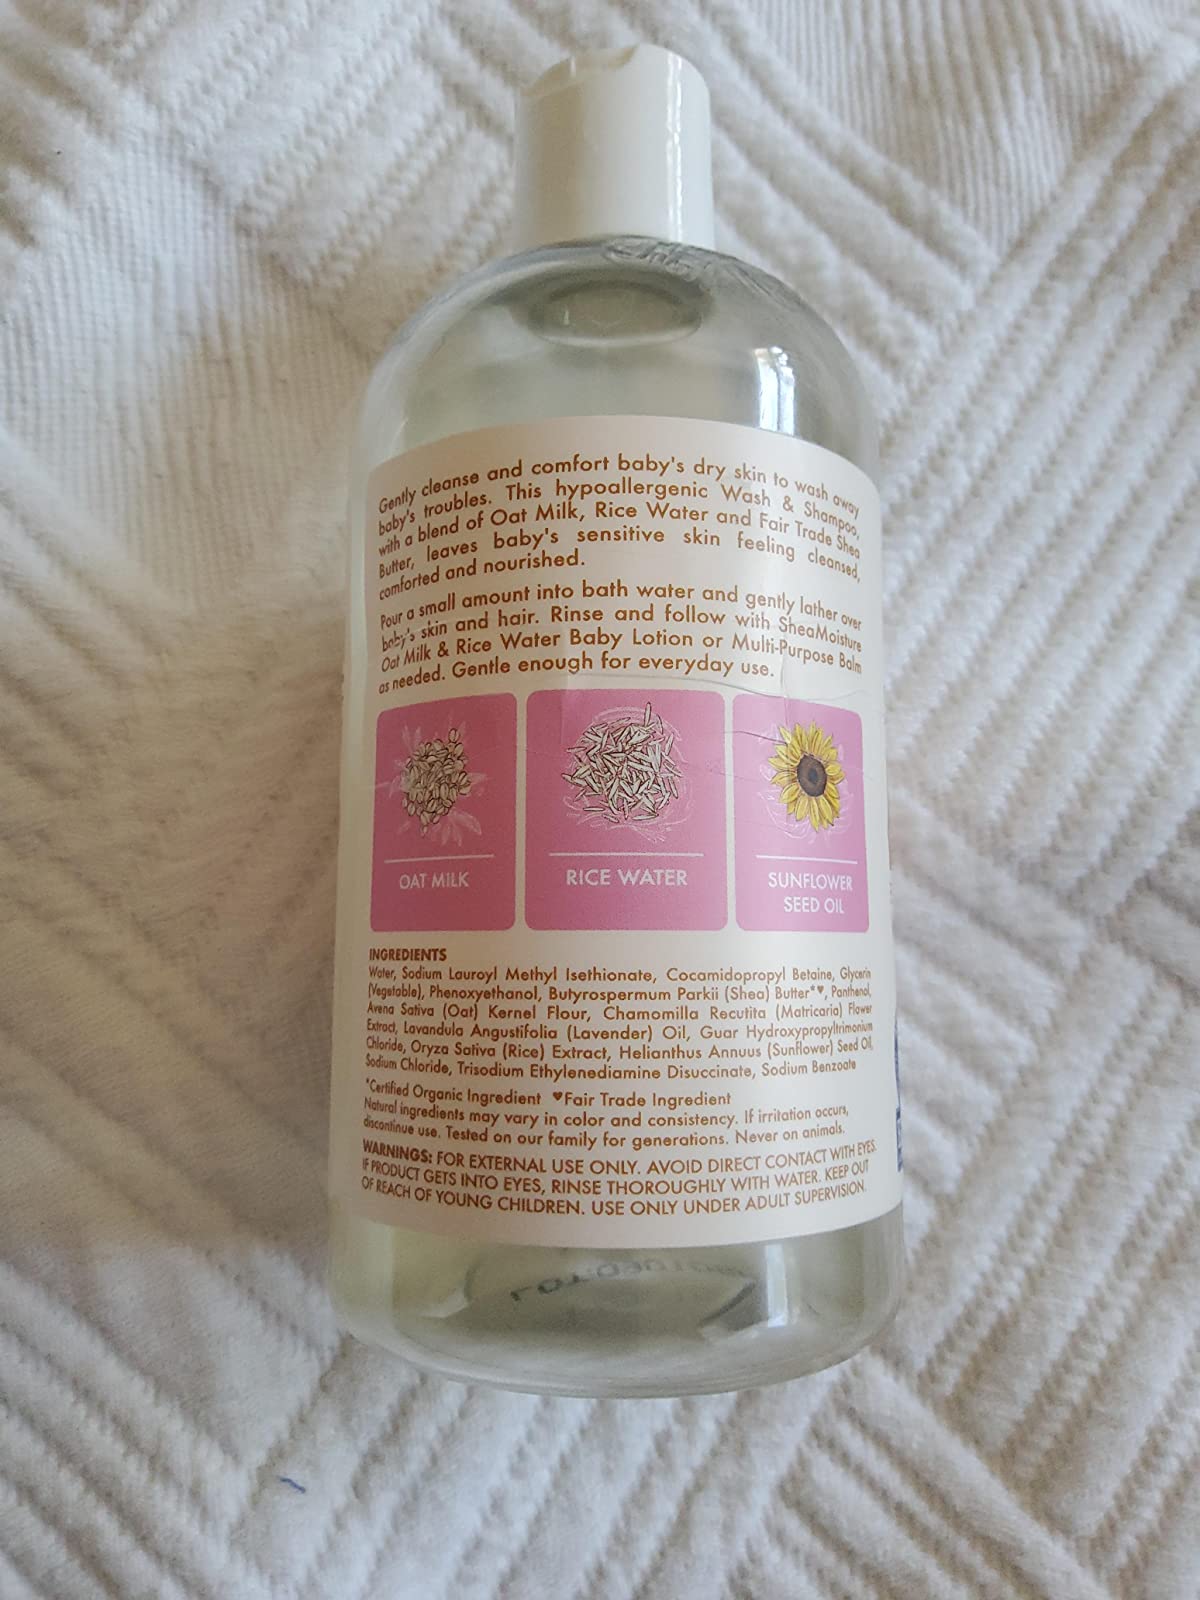 Gently cleanse and comfort baby's dry skin to wash away
baby's troubles. This hypoallergenic Wash & Shampoo,
with a blend of Oat Milk, Rice Water and Fair Trade Shea
Butter, leaves baby's sensitive skin feeling cleansed,
comforted and nourished.
Pour a small amount into bath water and gently lather over
baby's skin and hair. Rinse and follow with SheaMoisture
Oat Milk & Rice Water Baby Lotion or Multi-Purpose Balm
as needed. Gentle enough for everyday use.
OAT MILK
RICE WATER
SUNFLOWER
SEED OIL
INGREDIENTS
Water, Sodium Lauroyl Methyl Isethionate, Cocamidopropyl Betaine, Glycerin
(Vegetable), Phenoxyethanol, Butyrospermum Parkii (Shea) Butter*♥, Panthenol,
Avena Sativa (Oat) Kernel Flour, Chamomilla Recutita (Matricaria) Flower
Extract, Lavandula Angustifolia (Lavender) Oil, Guar Hydroxypropyltrimonium
Chloride, Oryza Sativa (Rice) Extract, Helianthus Annuus (Sunflower) Seed Oil,
Sodium Chloride, Trisodium Ethylenediamine Disuccinate, Sodium Benzoate
*Certified Organic Ingredient ♥Fair Trade Ingredient
Natural ingredients may vary in color and consistency. If irritation occurs,
discontinue use. Tested on our family for generations. Never on animals.
WARNINGS: FOR EXTERNAL USE ONLY. AVOID DIRECT CONTACT WITH EYES.
IF PRODUCT GETS INTO EYES, RINSE THOROUGHLY WITH WATER. KEEP OUT
OF REACH OF YOUNG CHILDREN. USE ONLY UNDER ADULT SUPERVISION.